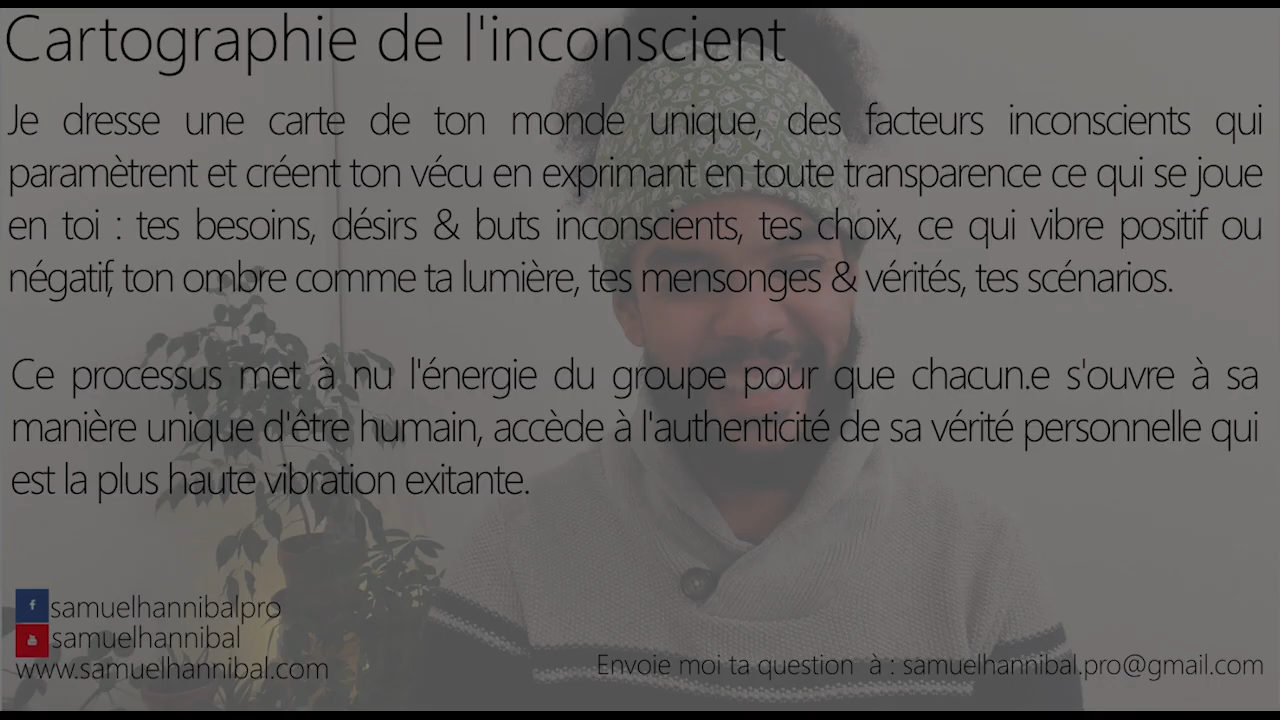 Cartographie de l'inconscient
Je dresse une carte de ton monde unique, des facteurs inconscients qui
paramètrent et créent ton vécu en exprimant en toute transparence ce qui se joue
en toi : tes besoins, désirs & buts inconscients, tes choix, ce qui vibre positif ou
négatif, ton ombre comme ta lumière, tes mensonges & vérités, tes scénarios.
Ce processus met à nu l'énergie du groupe pour que chacun.e s'ouvre à sa
manière unique d'être humain, accède à l'authenticité de sa vérité personnelle qui
est la plus haute vibration exitante.
f samuelhannibalpro
samuelhannibal
www.samuelhannibal.com
Envoie moi ta question à : samuelhannibal.pro@gmail.com